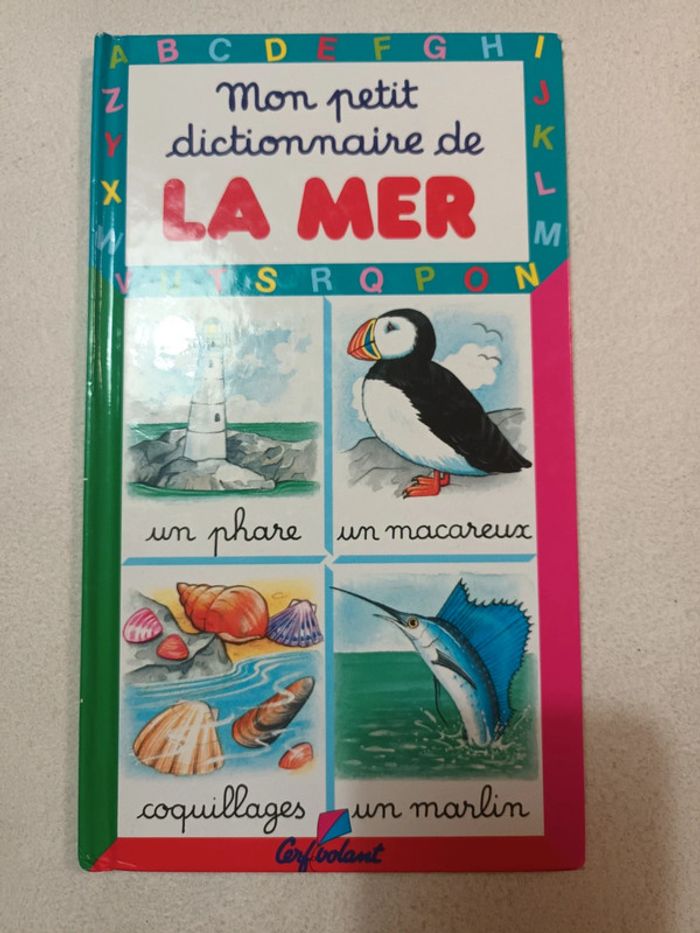 A B C D E F G H I
J
K
L
M
N O P Q R S T U V
W
X
Y
Z
Mon petit
dictionnaire de
LA MER
un phare
un macareux
coquillages
un marlin
Cerf volant